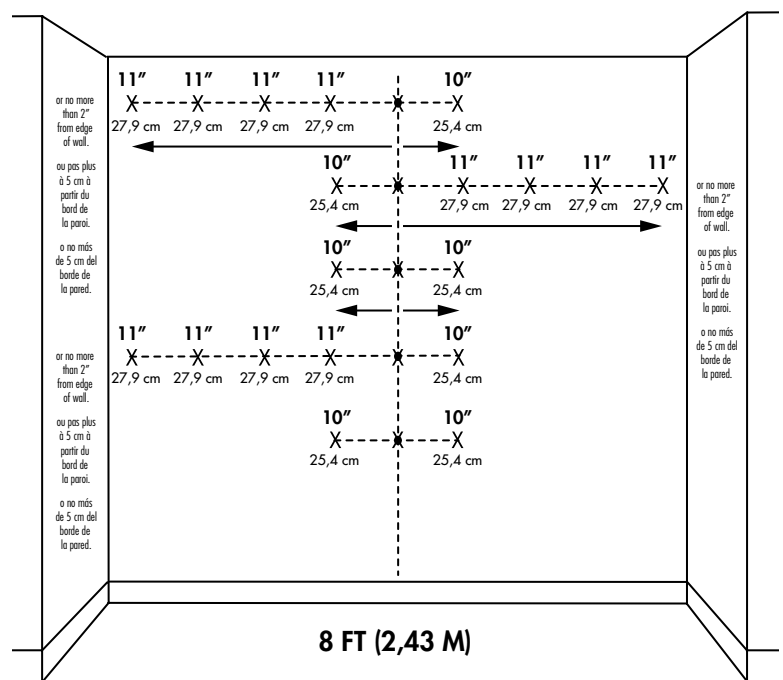 11″ 11″ 11″ 11″ 10″
27,9 cm 27,9 cm 27,9 cm 27,9 cm 25,4 cm
or no more
than 2″
from edge
of wall.
ou pas plus
à 5 cm à
partir du
bord de
la paroi.
o no más
de 5 cm del
borde de
la pared.
10″ 11″ 11″ 11″ 11″
25,4 cm 27,9 cm 27,9 cm 27,9 cm 27,9 cm
or no more
than 2″
from edge
of wall.
ou pas plus
à 5 cm à
partir du
bord de
la paroi.
o no más
de 5 cm del
borde de
la pared.
10″ 10″
25,4 cm 25,4 cm
11″ 11″ 11″ 11″ 10″
27,9 cm 27,9 cm 27,9 cm 27,9 cm 25,4 cm
or no more
than 2″
from edge
of wall.
ou pas plus
à 5 cm à
partir du
bord de
la paroi.
o no más
de 5 cm del
borde de
la pared.
10″ 10″
25,4 cm 25,4 cm
8 FT (2,43 M)